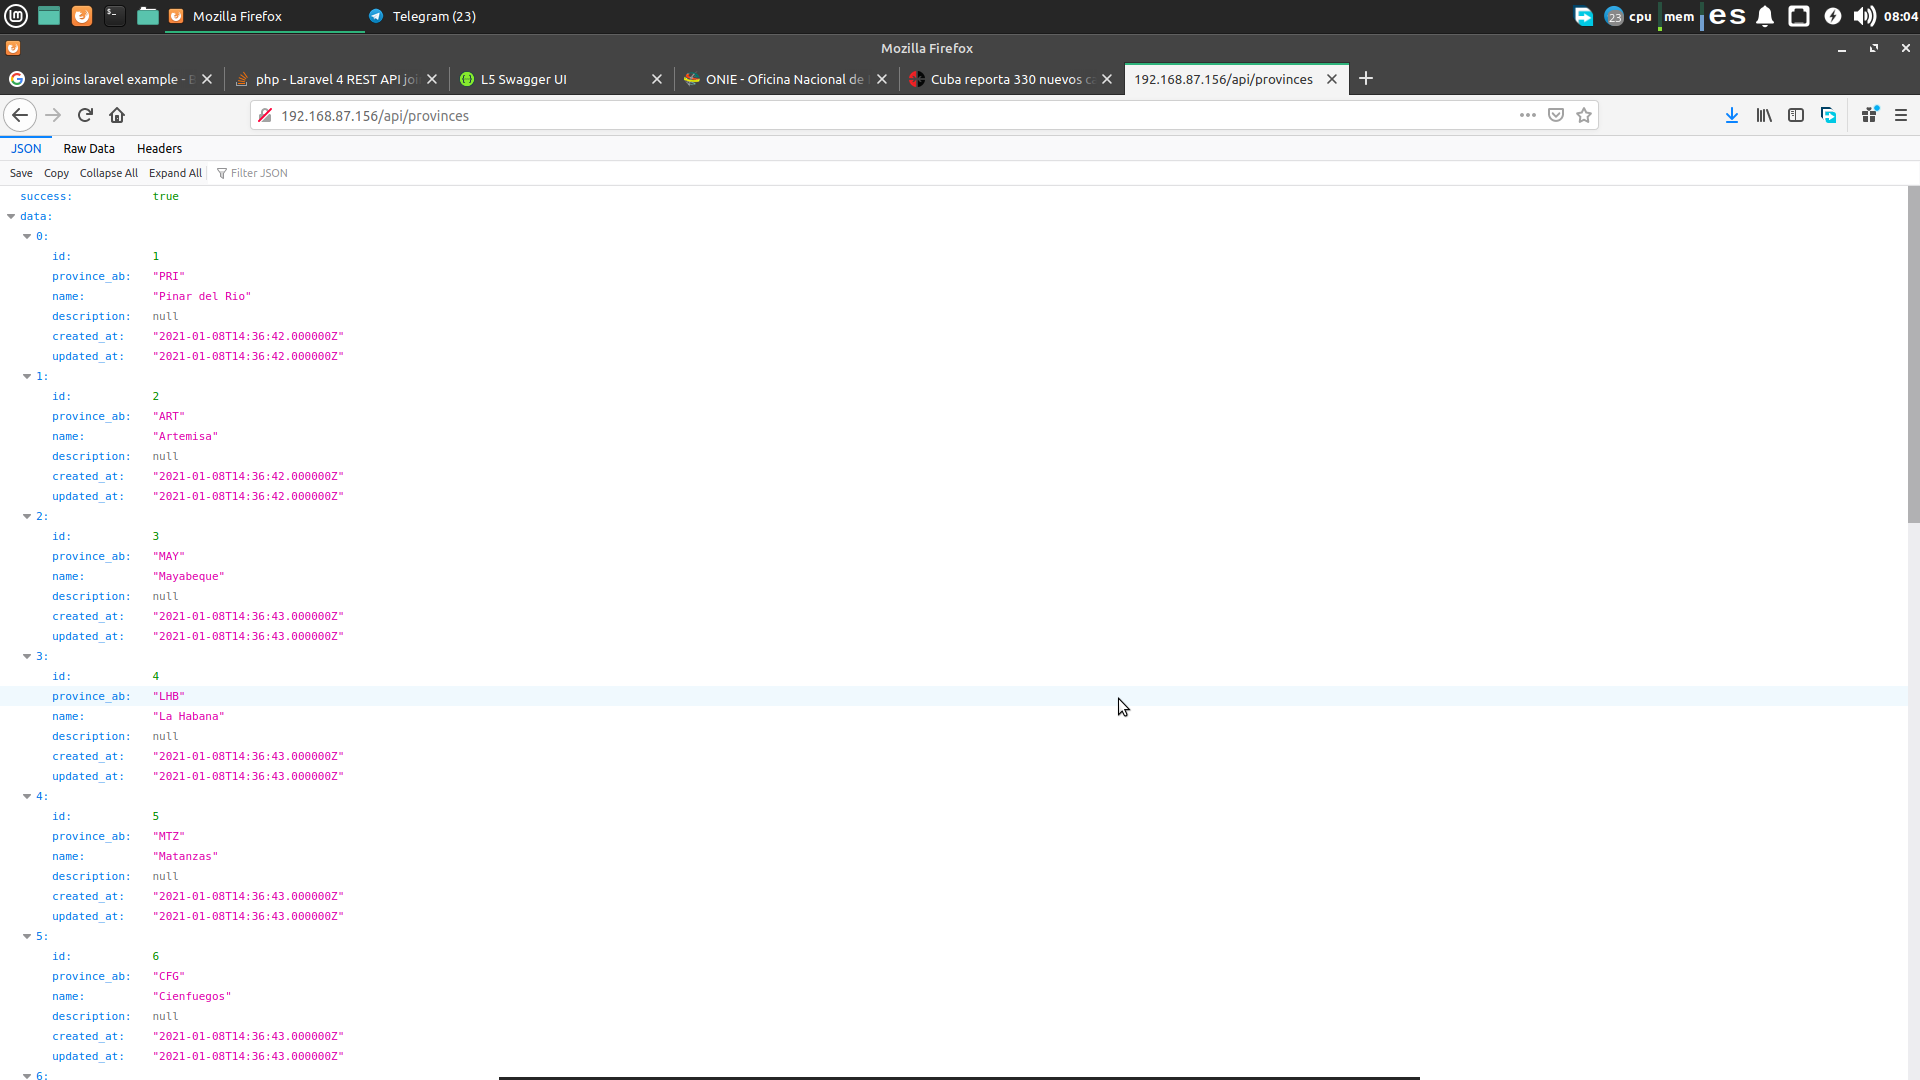 Mozilla Firefox
Telegram (23)
23
cpu
mem
es
08:04
Mozilla Firefox
api joins laravel example - B
php - Laravel 4 REST API joi
L5 Swagger UI
ONIE - Oficina Nacional de
Cuba reporta 330 nuevos ca
192.168.87.156/api/provinces
192.168.87.156/api/provinces
JSON Raw Data Headers
Save Copy Collapse All Expand All Filter JSON
success: true
data:
0:
id: 1
province_ab: "PRI"
name: "Pinar del Rio"
description: null
created_at: "2021-01-08T14:36:42.000000Z"
updated_at: "2021-01-08T14:36:42.000000Z"
1:
id: 2
province_ab: "ART"
name: "Artemisa"
description: null
created_at: "2021-01-08T14:36:42.000000Z"
updated_at: "2021-01-08T14:36:42.000000Z"
2:
id: 3
province_ab: "MAY"
name: "Mayabeque"
description: null
created_at: "2021-01-08T14:36:43.000000Z"
updated_at: "2021-01-08T14:36:43.000000Z"
3:
id: 4
province_ab: "LHB"
name: "La Habana"
description: null
created_at: "2021-01-08T14:36:43.000000Z"
updated_at: "2021-01-08T14:36:43.000000Z"
4:
id: 5
province_ab: "MTZ"
name: "Matanzas"
description: null
created_at: "2021-01-08T14:36:43.000000Z"
updated_at: "2021-01-08T14:36:43.000000Z"
5:
id: 6
province_ab: "CFG"
name: "Cienfuegos"
description: null
created_at: "2021-01-08T14:36:43.000000Z"
updated_at: "2021-01-08T14:36:43.000000Z"
6: